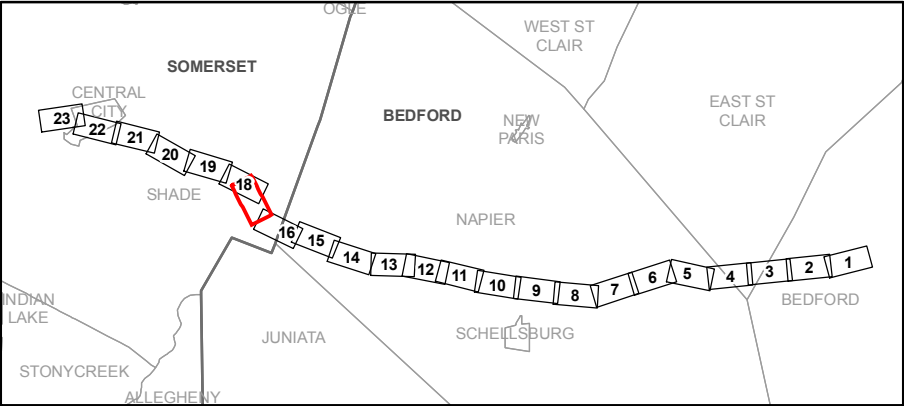 OGLE
WEST ST
CLAIR
SOMERSET
CENTRAL
CITY
BEDFORD
EAST ST
CLAIR
NEW
PARIS
23
22
21
20
19
18
SHADE
16
15
14
13
12
11
10
9
8
7
6
5
4
3
2
1
NAPIER
BEDFORD
INDIAN
LAKE
JUNIATA
SCHELLSBURG
STONYCREEK
ALLEGHENY